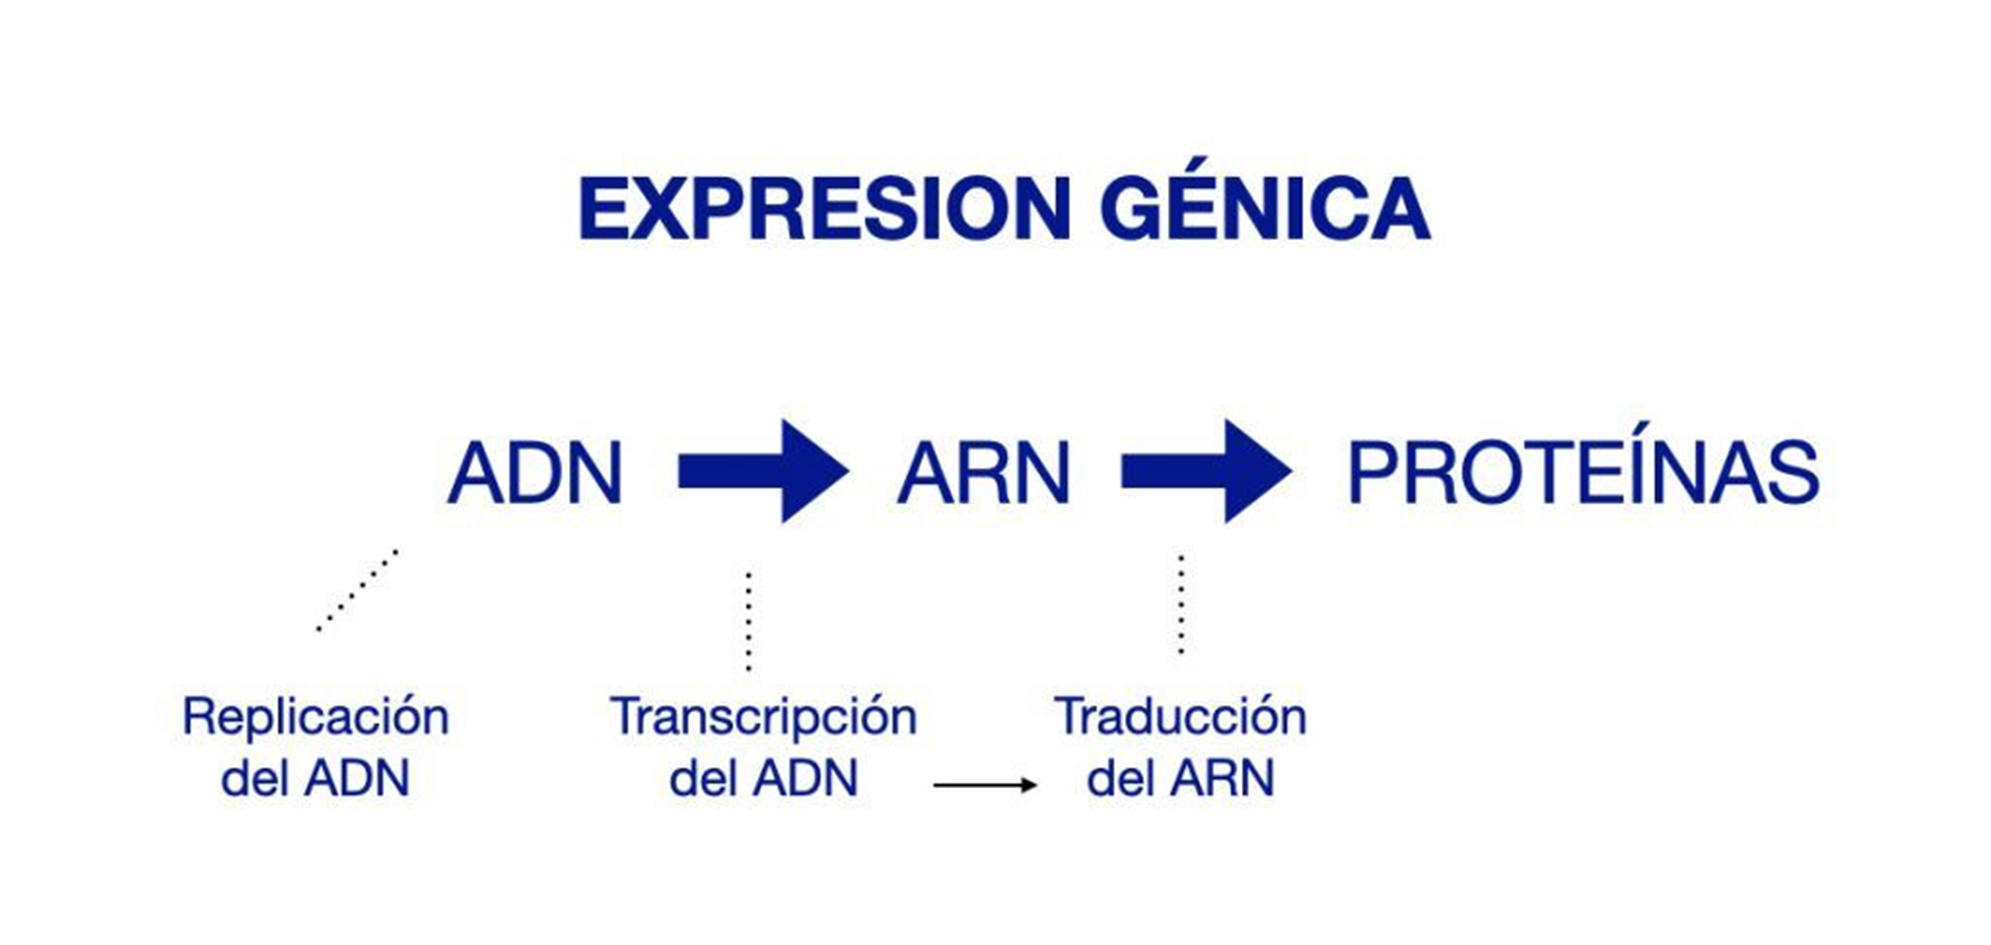 EXPRESION GÉNICA
ADN ARN PROTEÍNAS
Replicación
del ADN
Transcripción
del ADN
Traducción
del ARN